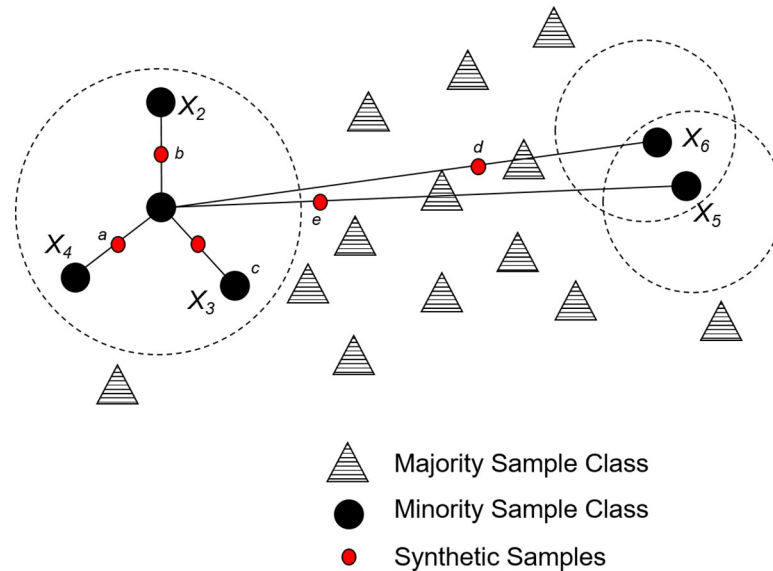 X2
b
d
X6
a
e
X5
X4
c
X3
Majority Sample Class
Minority Sample Class
Synthetic Samples